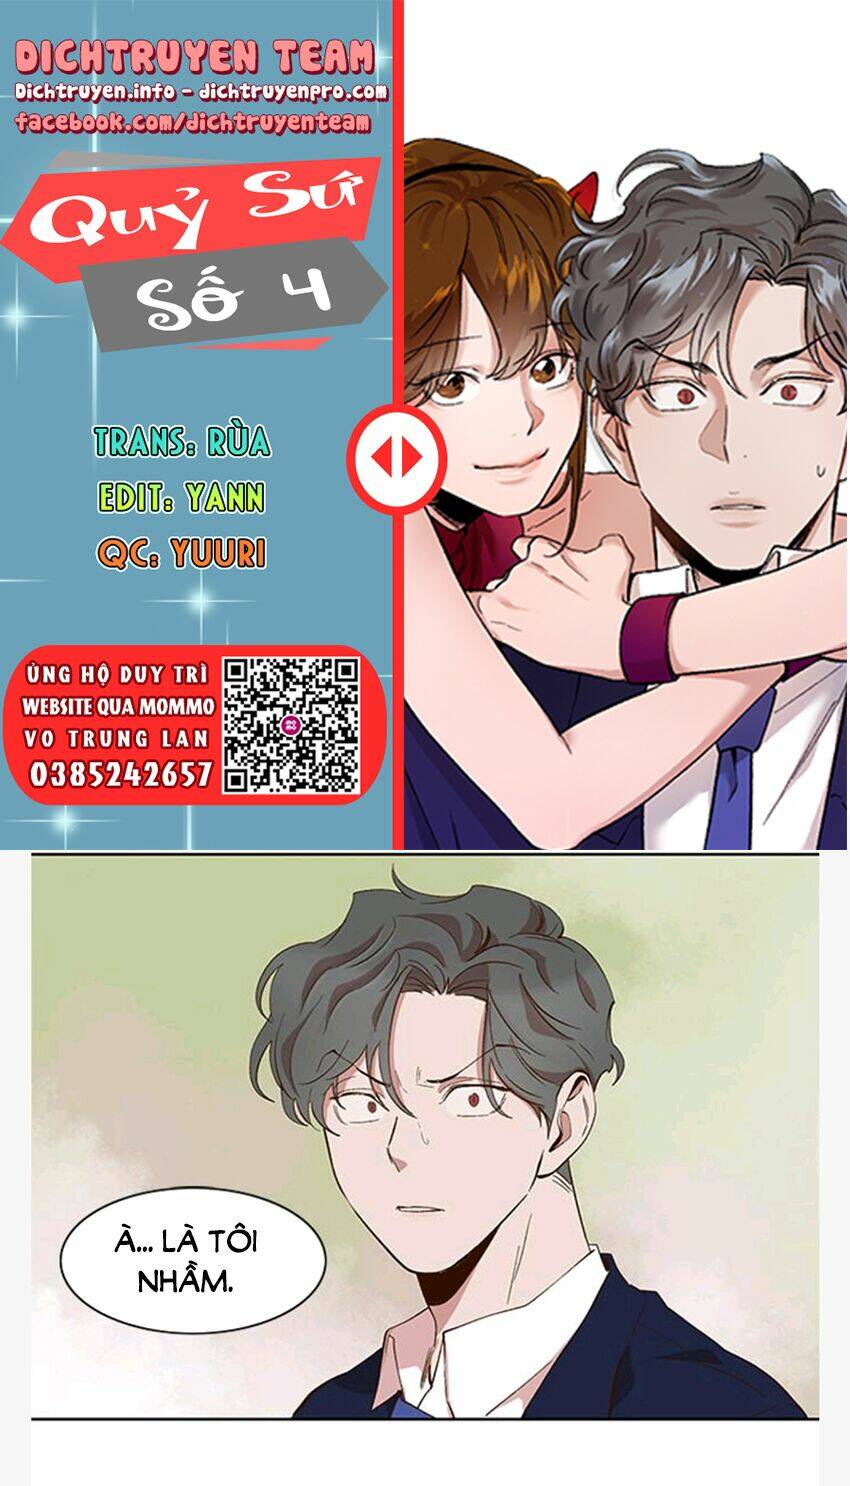 DICHTRUYEN TEAM
Dichtruyen.info - dichtruyenpro.com
facebook.com/dichtruyenteam
Quỷ Sứ
Số 4
TRANS: RÙA
EDIT: YANN
QC: YUURI
ỦNG HỘ DUY TRÌ
WEBSITE QUA MOMMO
VO TRUNG LAN
0385242657
À... LÀ TÔI
NHẦM.